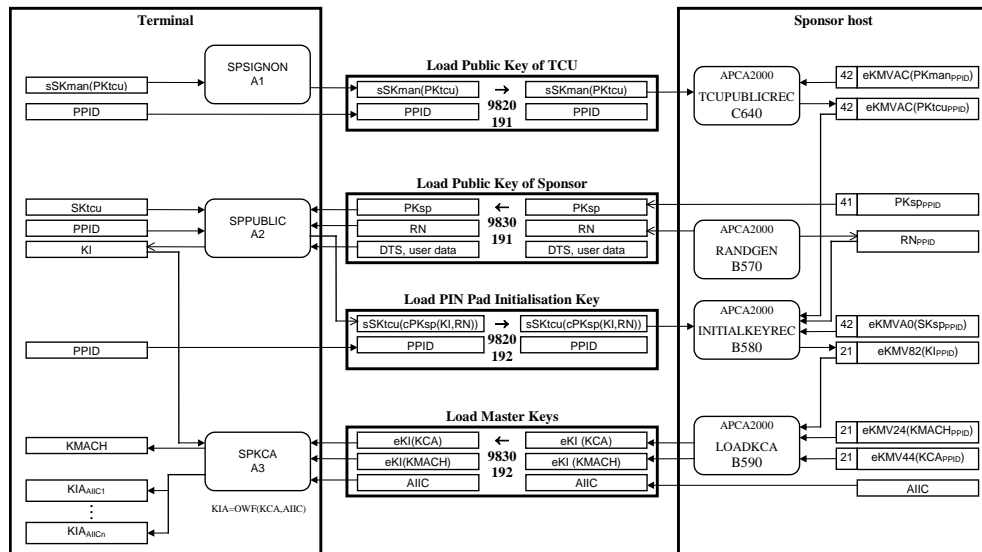 Terminal
Sponsor host
SPSIGNON
A1
sSKman(PKtcu)
PPID
Load Public Key of TCU
sSKman(PKtcu) → sSKman(PKtcu)
9820
PPID PPID
191
APCA2000
TCUPUBLICREC
C640
42 eKMVAC(PKmanPPID)
42 eKMVAC(PKtcuPPID)
Load Public Key of Sponsor
SKtcu
PPID
KI
SPPUBLIC
A2
PKsp ← PKsp
9830
RN RN
191
DTS, user data DTS, user data
41 PKspPPID
APCA2000
RANDGEN
B570
RNPPID
Load PIN Pad Initialisation Key
sSKtcu(cPKsp(KI,RN)) → sSKtcu(cPKsp(KI,RN))
9820
PPID PPID
192
PPID
APCA2000
INITIALKEYREC
B580
42 eKMVA0(SKspPPID)
21 eKMV82(KIPPID)
Load Master Keys
KMACH
SPKCA
A3
eKI(KCA) ← eKI (KCA)
9830
eKI(KMACH) eKI (KMACH)
192
AIIC AIIC
APCA2000
LOADKCA
B590
21 eKMV24(KMACHPPID)
21 eKMV44(KCAPPID)
AIIC
KIAAIIC1
⋮
KIAAIICn
KIA=OWF(KCA,AIIC)